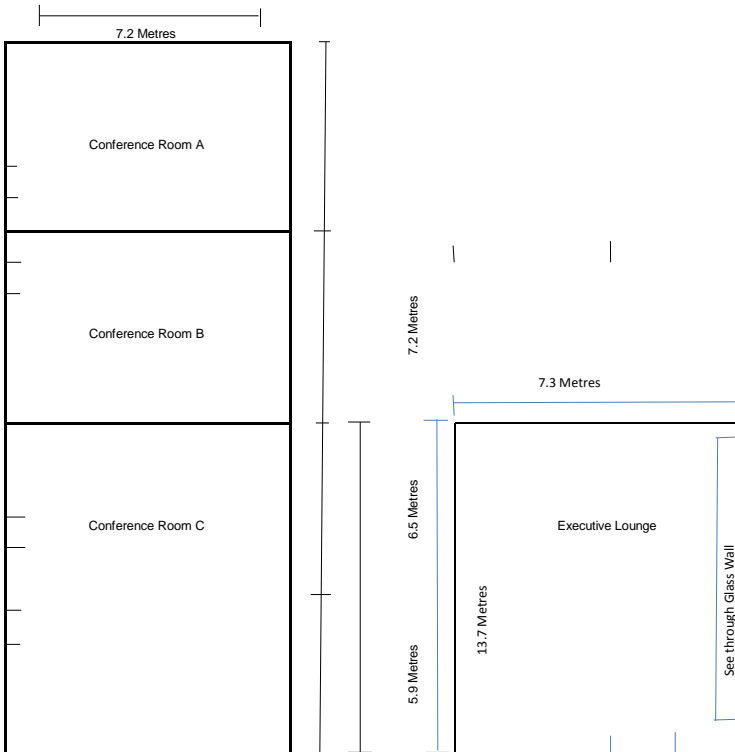 7.2 Metres
Conference Room A
Conference Room B
7.2 Metres
7.3 Metres
Conference Room C
6.5 Metres
Executive Lounge
13.7 Metres
5.9 Metres
See through Glass Wall